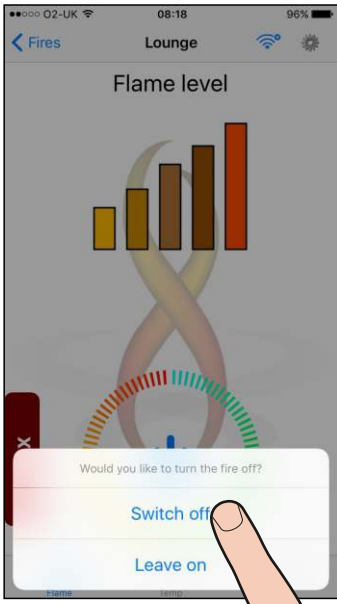 O2-UK 08:18 96%
Fires Lounge
Flame level
X
Would you like to turn the fire off?
Switch off
Leave on
Flame Temp